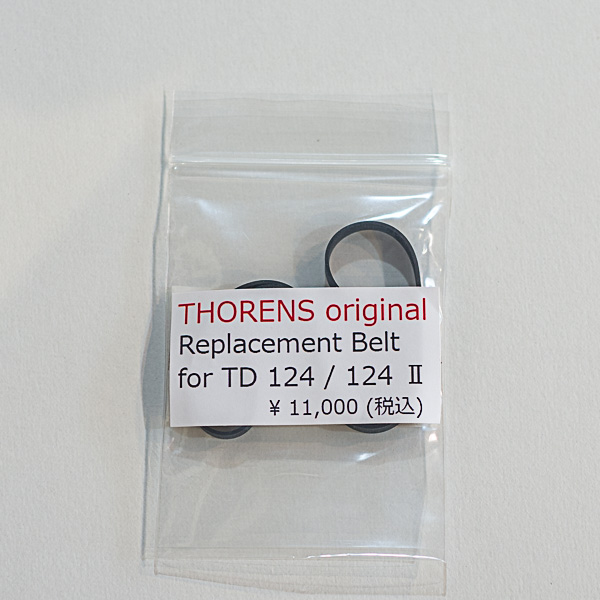 THORENS original
Replacement Belt
for TD 124 / 124 Ⅱ
¥ 11,000 (税込)